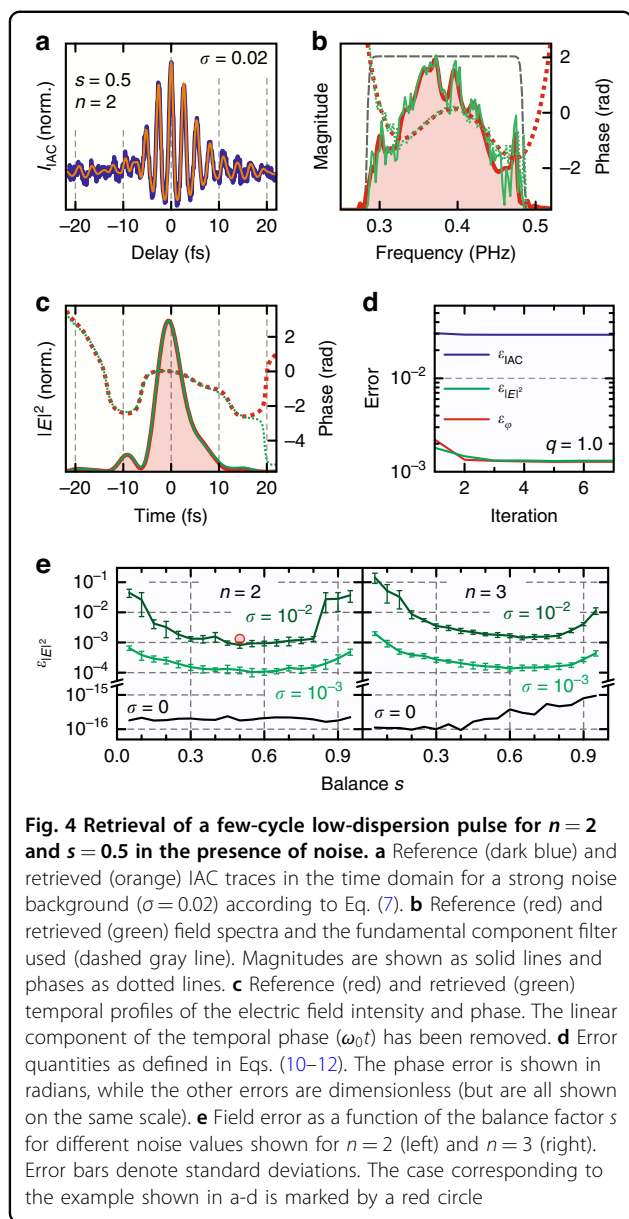 a
s = 0.5
n = 2
σ = 0.02
I_IAC (norm.)
−20 −10 0 10 20
Delay (fs)
b
Magnitude
2
0
−2
Phase (rad)
0.3 0.4 0.5
Frequency (PHz)
c
|E|² (norm.)
2
0
−2
−4
Phase (rad)
−20 −10 0 10 20
Time (fs)
d
Error
10⁻²
10⁻³
ε_IAC
ε_|E|²
ε_φ
q = 1.0
2 4 6
Iteration
e
ε_|E|²
10⁻¹
10⁻²
10⁻³
10⁻⁴
10⁻¹⁵
10⁻¹⁶
n = 2
σ = 10⁻²
σ = 10⁻³
σ = 0
n = 3
σ = 10⁻²
σ = 10⁻³
σ = 0
0.0 0.3 0.6 0.9 0.3 0.6 0.9
Balance s
Fig. 4 Retrieval of a few-cycle low-dispersion pulse for n = 2
and s = 0.5 in the presence of noise. a Reference (dark blue) and
retrieved (orange) IAC traces in the time domain for a strong noise
background (σ = 0.02) according to Eq. (7). b Reference (red) and
retrieved (green) field spectra and the fundamental component filter
used (dashed gray line). Magnitudes are shown as solid lines and
phases as dotted lines. c Reference (red) and retrieved (green)
temporal profiles of the electric field intensity and phase. The linear
component of the temporal phase (ω₀t) has been removed. d Error
quantities as defined in Eqs. (10–12). The phase error is shown in
radians, while the other errors are dimensionless (but are all shown
on the same scale). e Field error as a function of the balance factor s
for different noise values shown for n = 2 (left) and n = 3 (right).
Error bars denote standard deviations. The case corresponding to
the example shown in a-d is marked by a red circle